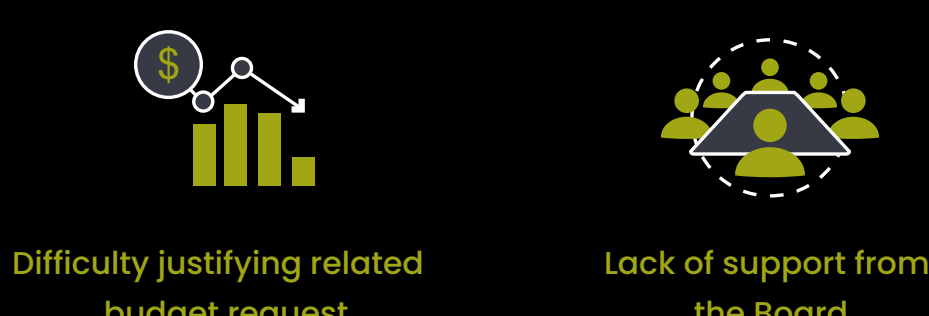 $
Difficulty justifying related
budget request
Lack of support from
the Board